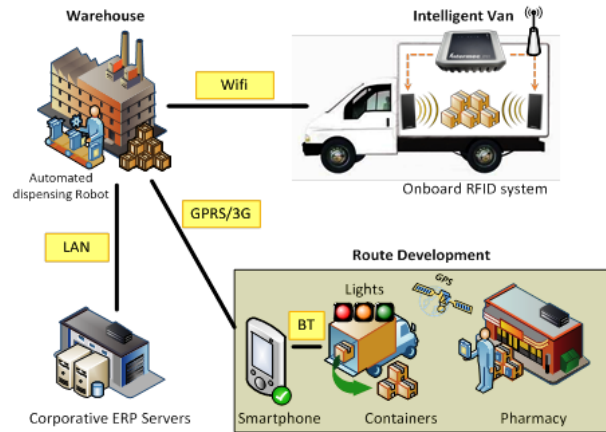 Warehouse
Intelligent Van
Intermec
Wifi
Automated
dispensing Robot
Onboard RFID system
GPRS/3G
LAN
Route Development
Lights
GPS
BT
Corporative ERP Servers
Smartphone
Containers
Pharmacy